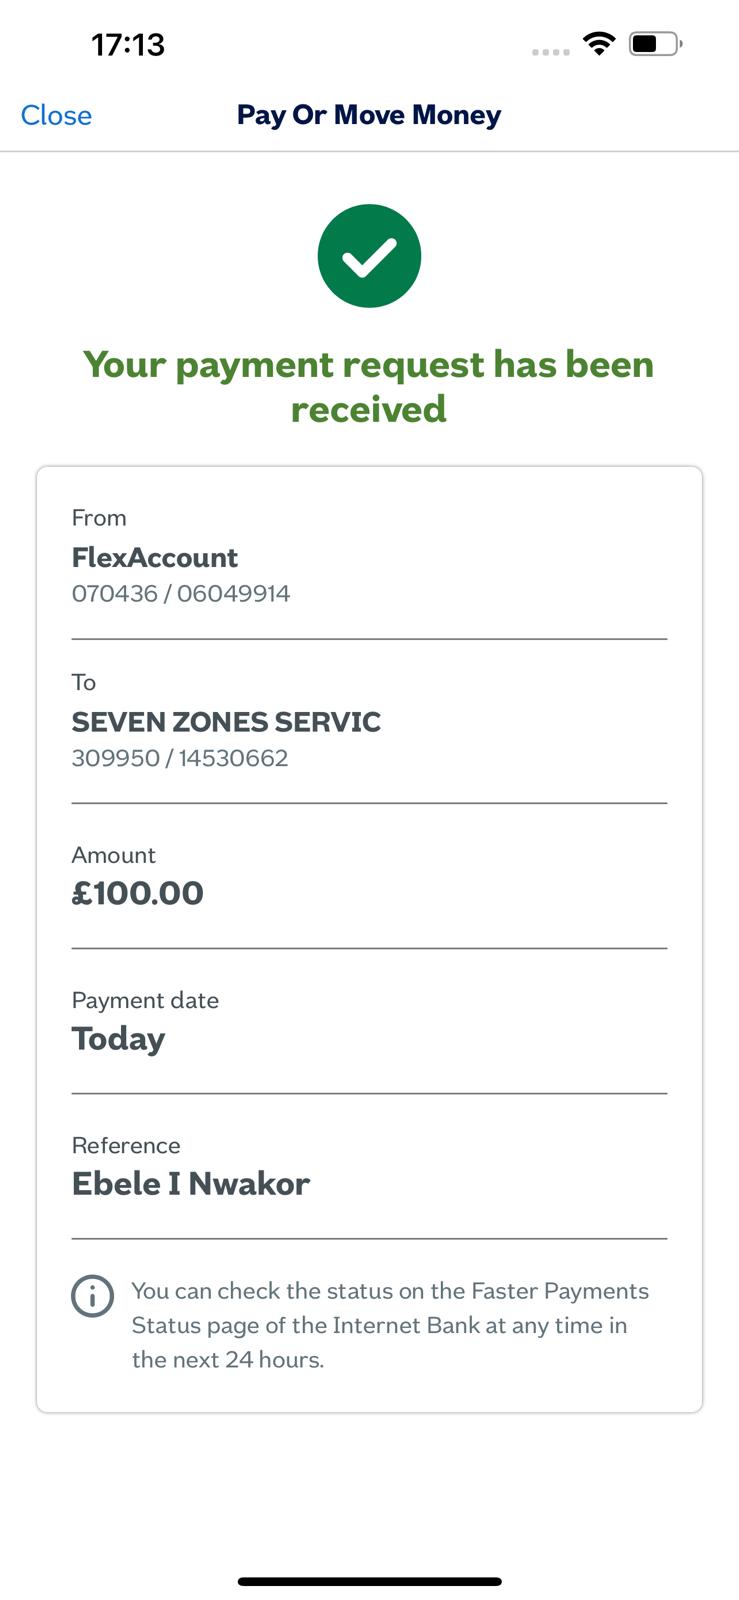 17:13
Close
Pay Or Move Money
Your payment request has been
received
From
FlexAccount
070436 / 06049914
To
SEVEN ZONES SERVIC
309950 / 14530662
Amount
£100.00
Payment date
Today
Reference
Ebele I Nwakor
You can check the status on the Faster Payments
Status page of the Internet Bank at any time in
the next 24 hours.